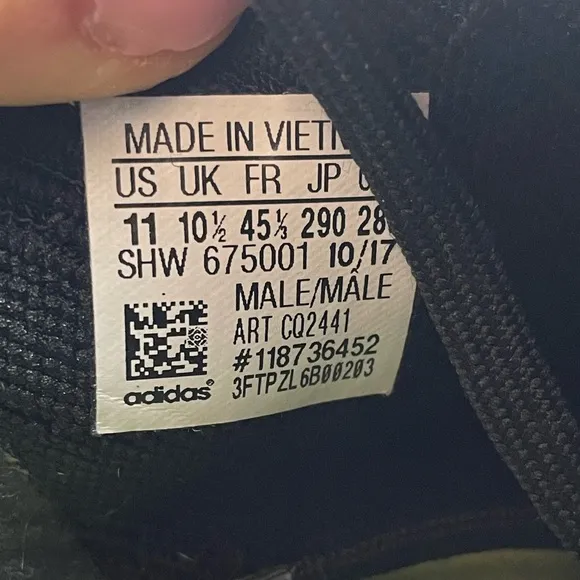 MADE IN
US UK FR JP
11 10½ 45⅓ 290
SHW 675001 10/17
MALE/MÂLE
ART CQ2441
#118736452
3FTPZL6B00203
adidas